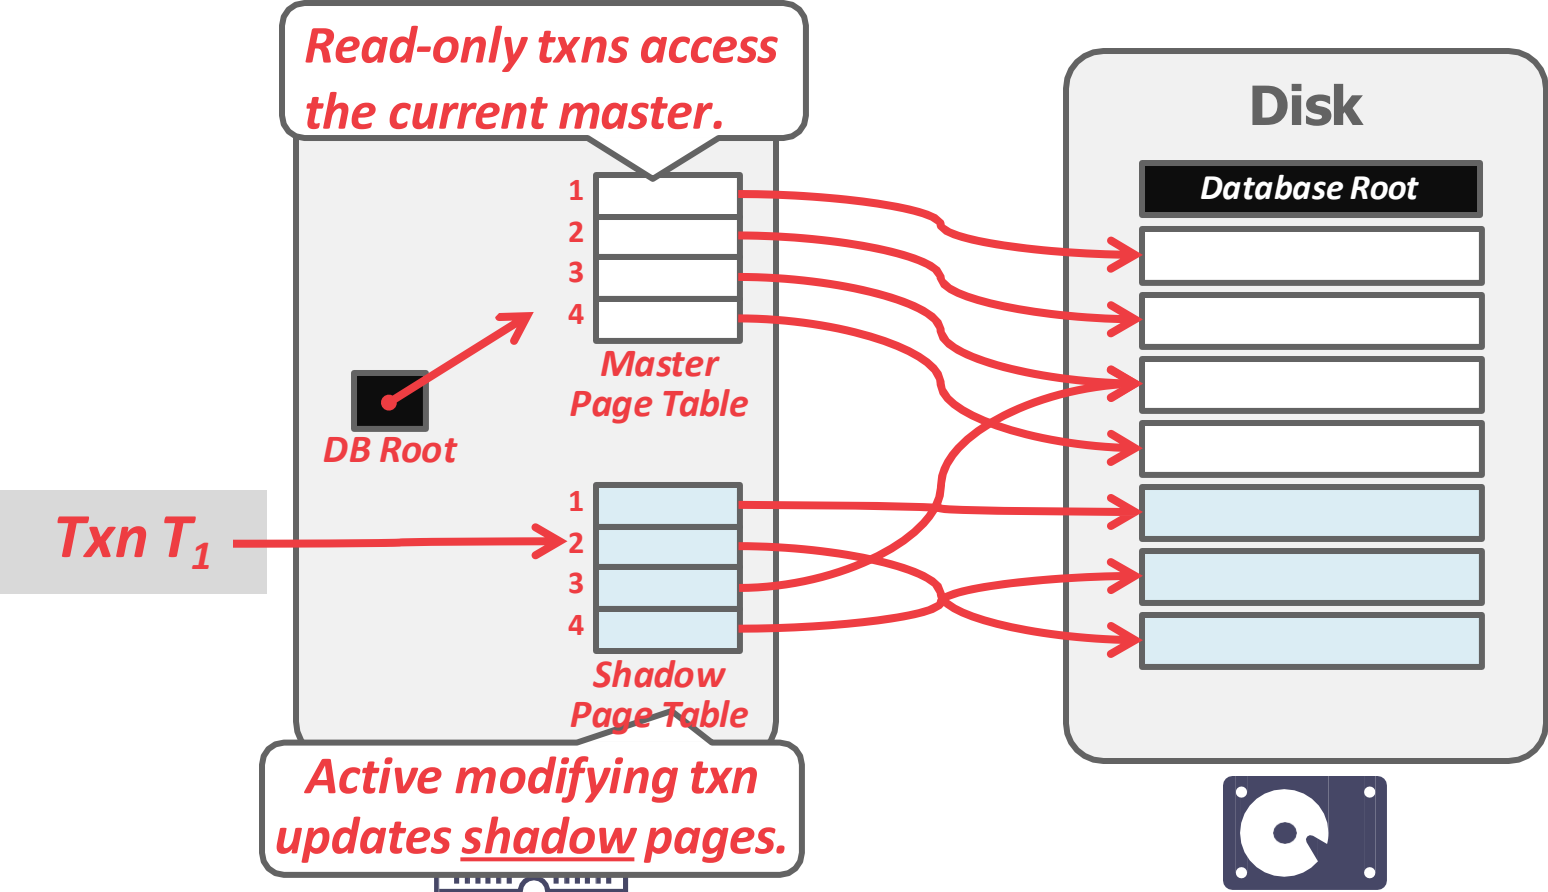 Read-only txns access
the current master.
Disk
Database Root
1
2
3
4
Master
Page Table
DB Root
Txn T₁
1
2
3
4
Shadow
Page Table
Active modifying txn
updates shadow pages.